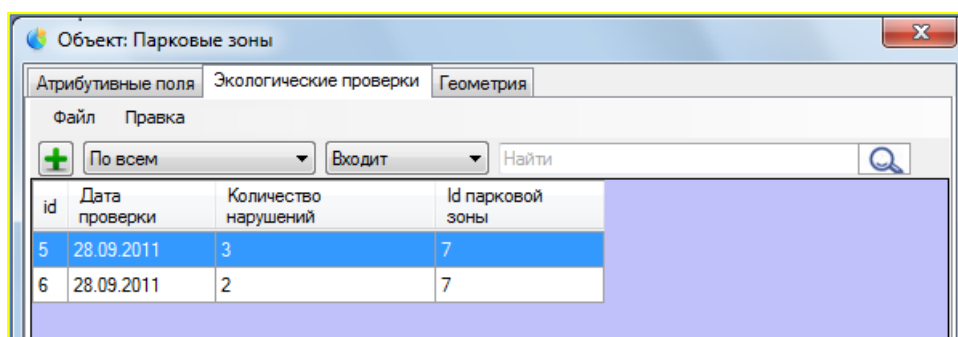 Объект: Парковые зоны
Атрибутивные поля Экологические проверки Геометрия
Файл Правка
По всем Входит Найти
id Дата проверки Количество нарушений Id парковой зоны
5 28.09.2011 3 7
6 28.09.2011 2 7